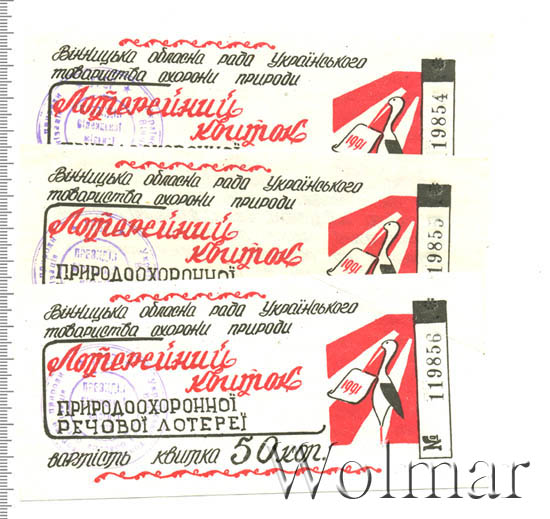 Вінницька обласна рада Українського
товариства охорони природи
Лотерейний
квиток
1991
119854
Вінницька обласна рада Українського
товариства охорони природи
Лотерейний
квиток
ПРИРОДООХОРОННОЇ
1991
119853
Вінницька обласна рада Українського
товариства охорони природи
Лотерейний
квиток
ПРИРОДООХОРОННОЇ
РЕЧОВОЇ ЛОТЕРЕЇ
вартість квитка 50 коп.
1991
№ 119856
Wolmar